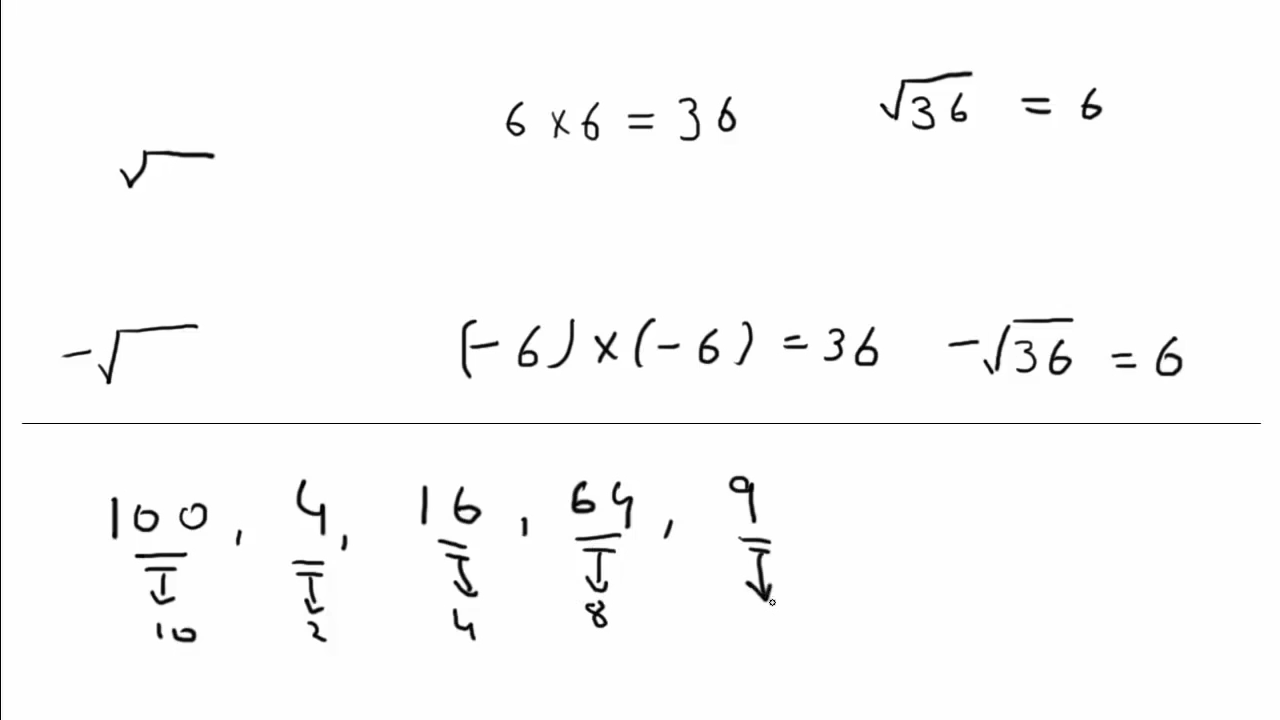 6 × 6 = 36 √36 = 6
√
-√ (-6) × (-6) = 36 -√36 = 6
100, 4, 16, 64, 9
10 2 4 8